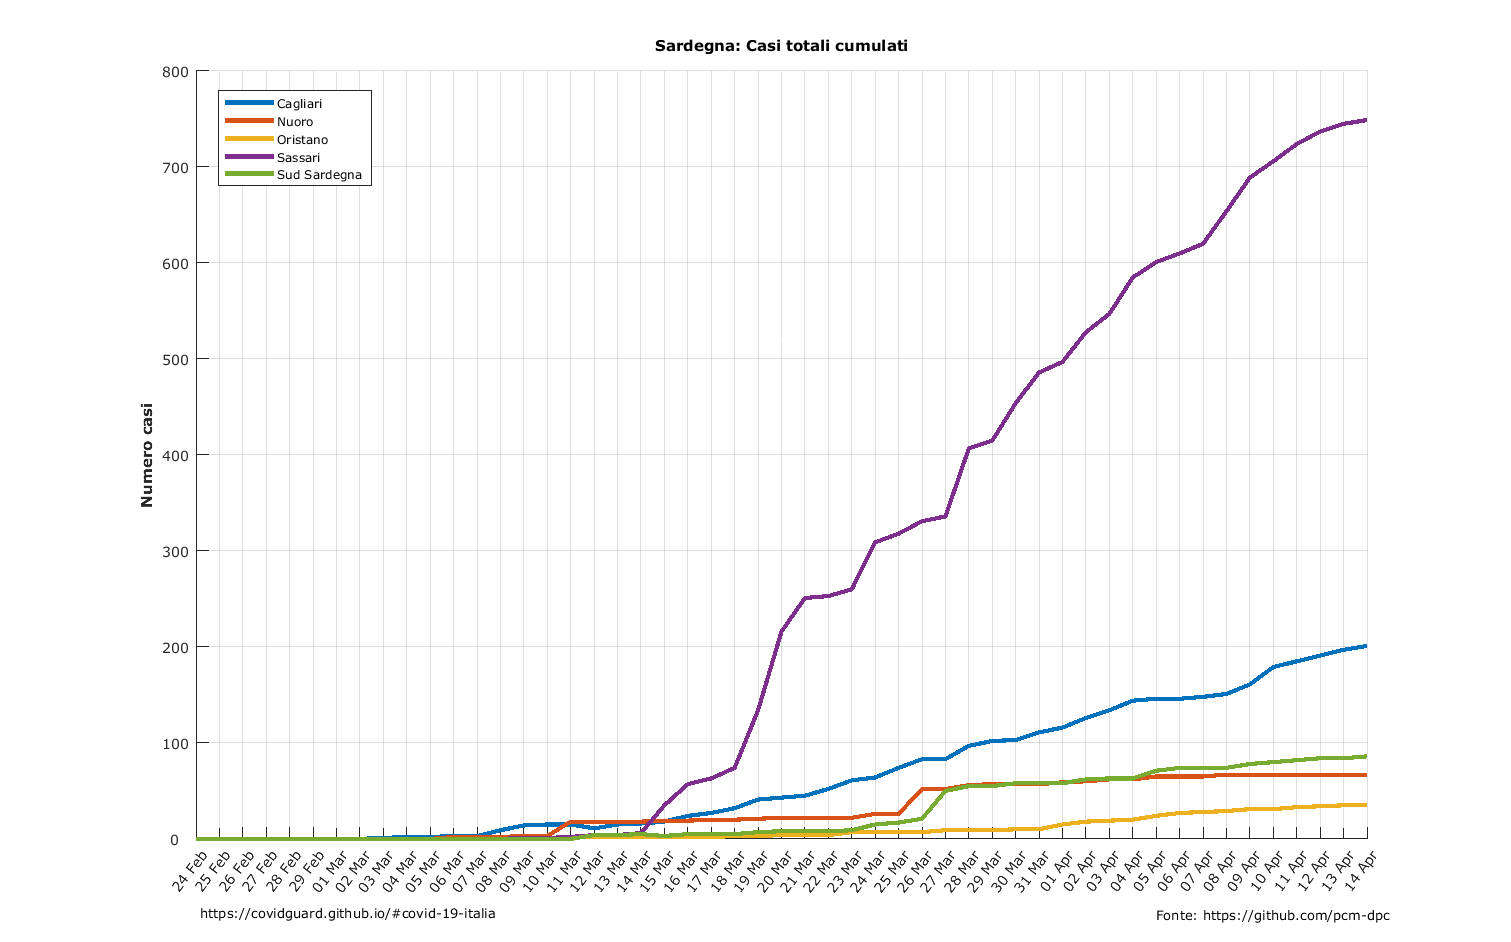 Sardegna: Casi totali cumulati
800
700
600
500
400
300
200
100
0
Numero casi
Cagliari
Nuoro
Oristano
Sassari
Sud Sardegna
24 Feb
25 Feb
26 Feb
27 Feb
28 Feb
29 Feb
01 Mar
02 Mar
03 Mar
04 Mar
05 Mar
06 Mar
07 Mar
08 Mar
09 Mar
10 Mar
11 Mar
12 Mar
13 Mar
14 Mar
15 Mar
16 Mar
17 Mar
18 Mar
19 Mar
20 Mar
21 Mar
22 Mar
23 Mar
24 Mar
25 Mar
26 Mar
27 Mar
28 Mar
29 Mar
30 Mar
31 Mar
01 Apr
02 Apr
03 Apr
04 Apr
05 Apr
06 Apr
07 Apr
08 Apr
09 Apr
10 Apr
11 Apr
12 Apr
13 Apr
14 Apr
https://covidguard.github.io/#covid-19-italia
Fonte: https://github.com/pcm-dpc